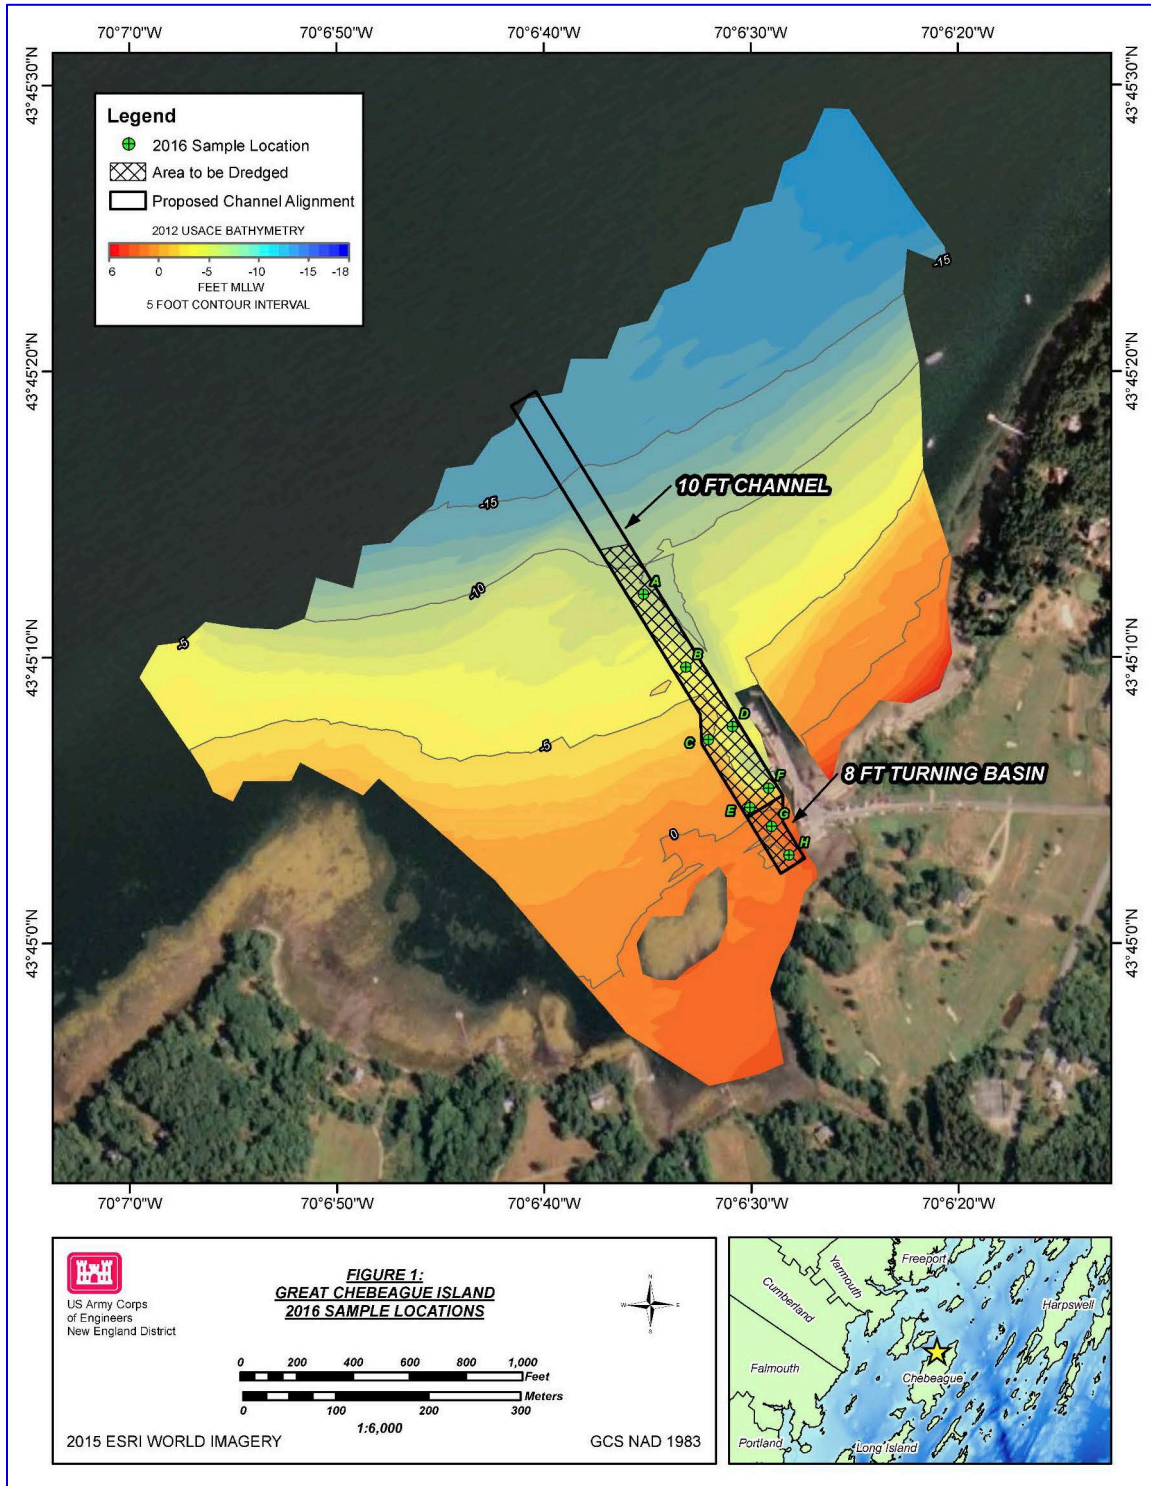 70°7'0"W 70°6'50"W 70°6'40"W 70°6'30"W 70°6'20"W
43°45'30"N 43°45'30"N
Legend
2016 Sample Location
Area to be Dredged
Proposed Channel Alignment
2012 USACE BATHYMETRY
6 0 -5 -10 -15 -18
FEET MLLW
5 FOOT CONTOUR INTERVAL
-15
43°45'20"N 43°45'20"N
10 FT CHANNEL
-15
A
-10
-5
43°45'10"N 43°45'10"N
B
D
C
-5
8 FT TURNING BASIN
F
E
G
0
H
43°45'0"N 43°45'0"N
70°7'0"W 70°6'50"W 70°6'40"W 70°6'30"W 70°6'20"W
US Army Corps
of Engineers
New England District
FIGURE 1:
GREAT CHEBEAGUE ISLAND
2016 SAMPLE LOCATIONS
N
W E
S
0 200 400 600 800 1,000
Feet
Meters
0 100 200 300
1:6,000
2015 ESRI WORLD IMAGERY
GCS NAD 1983
Freeport
Yarmouth
Cumberland
Harpswell
Falmouth
Chebeague
Portland
Long Island